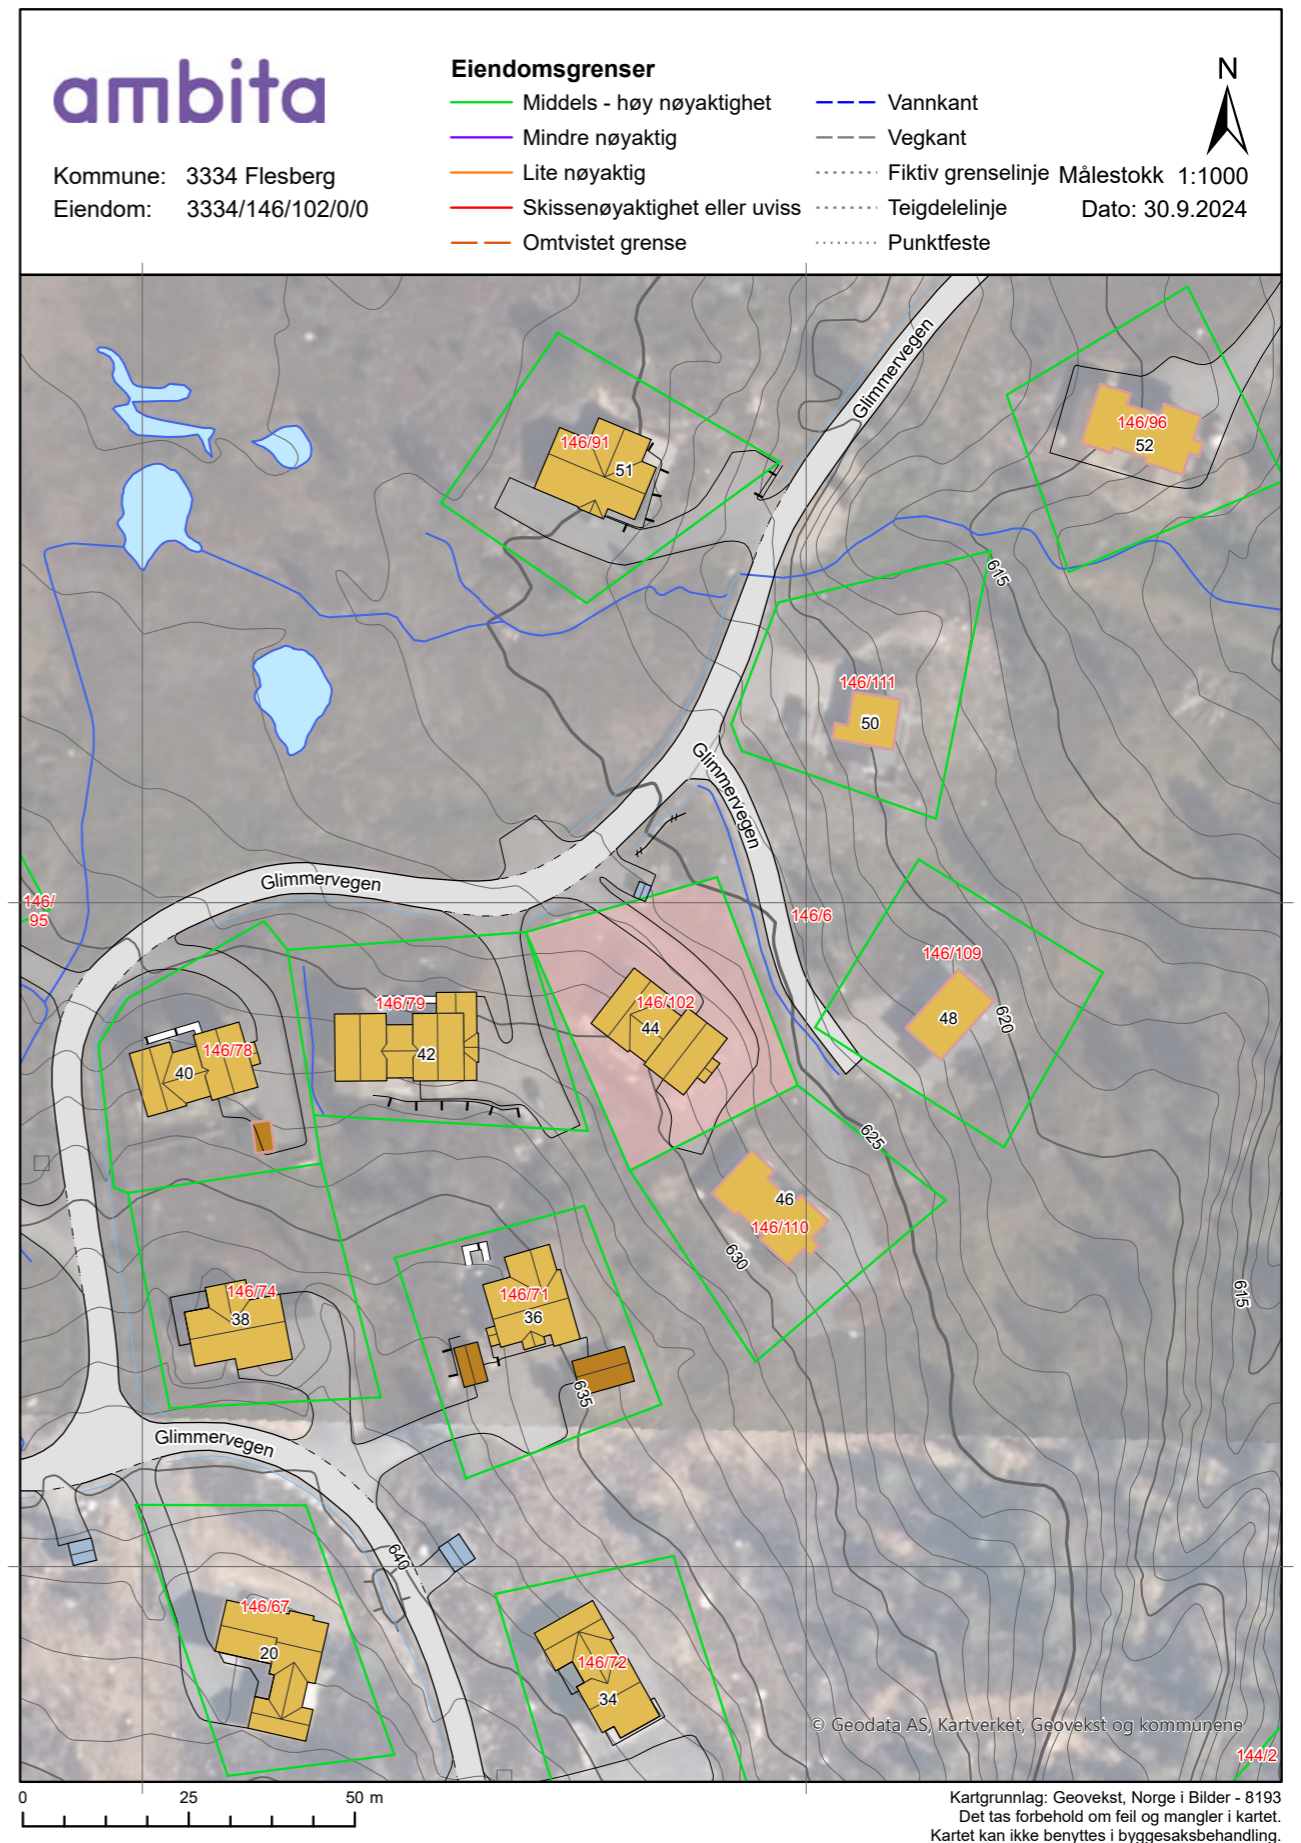 ambita
Kommune: 3334 Flesberg
Eiendom: 3334/146/102/0/0
Eiendomsgrenser
Middels - høy nøyaktighet
Mindre nøyaktig
Lite nøyaktig
Skissenøyaktighet eller uviss
Omtvistet grense
Vannkant
Vegkant
Fiktiv grenselinje
Teigdelelinje
Punktfeste
N
Målestokk 1:1000
Dato: 30.9.2024
Glimmervegen
146/96
52
146/91
51
615
146/111
50
Glimmervegen
Glimmervegen
146/
95
146/6
146/109
48
620
146/79
42
146/102
44
146/78
40
625
46
146/110
630
615
146/74
38
146/71
36
635
Glimmervegen
640
146/67
20
146/72
34
© Geodata AS, Kartverket, Geovekst og kommunene
144/2
0 25 50 m
Kartgrunnlag: Geovekst, Norge i Bilder - 8193
Det tas forbehold om feil og mangler i kartet.
Kartet kan ikke benyttes i byggesaksbehandling.